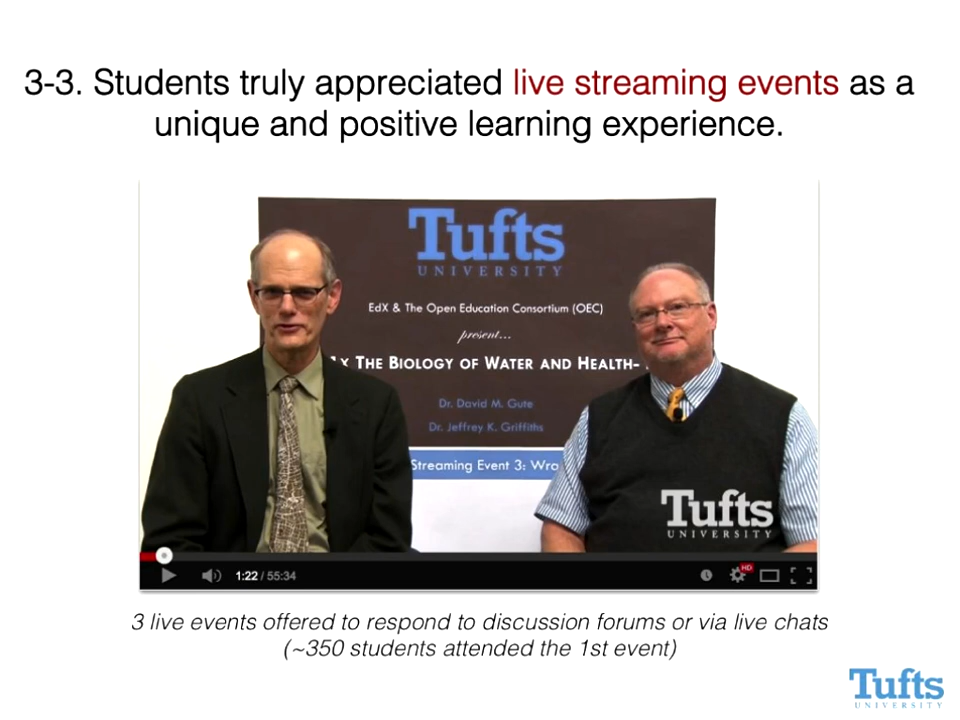 3-3. Students truly appreciated live streaming events as a
unique and positive learning experience.
Tufts
UNIVERSITY
EdX & The Open Education Consortium (OEC)
present...
x The Biology of Water and Health-
Dr. David M. Gute
Dr. Jeffrey K. Griffiths
Streaming Event 3: Wra
Tufts
UNIVERSITY
HD
1:22 / 55:34
3 live events offered to respond to discussion forums or via live chats
(~350 students attended the 1st event)
Tufts
UNIVERSITY